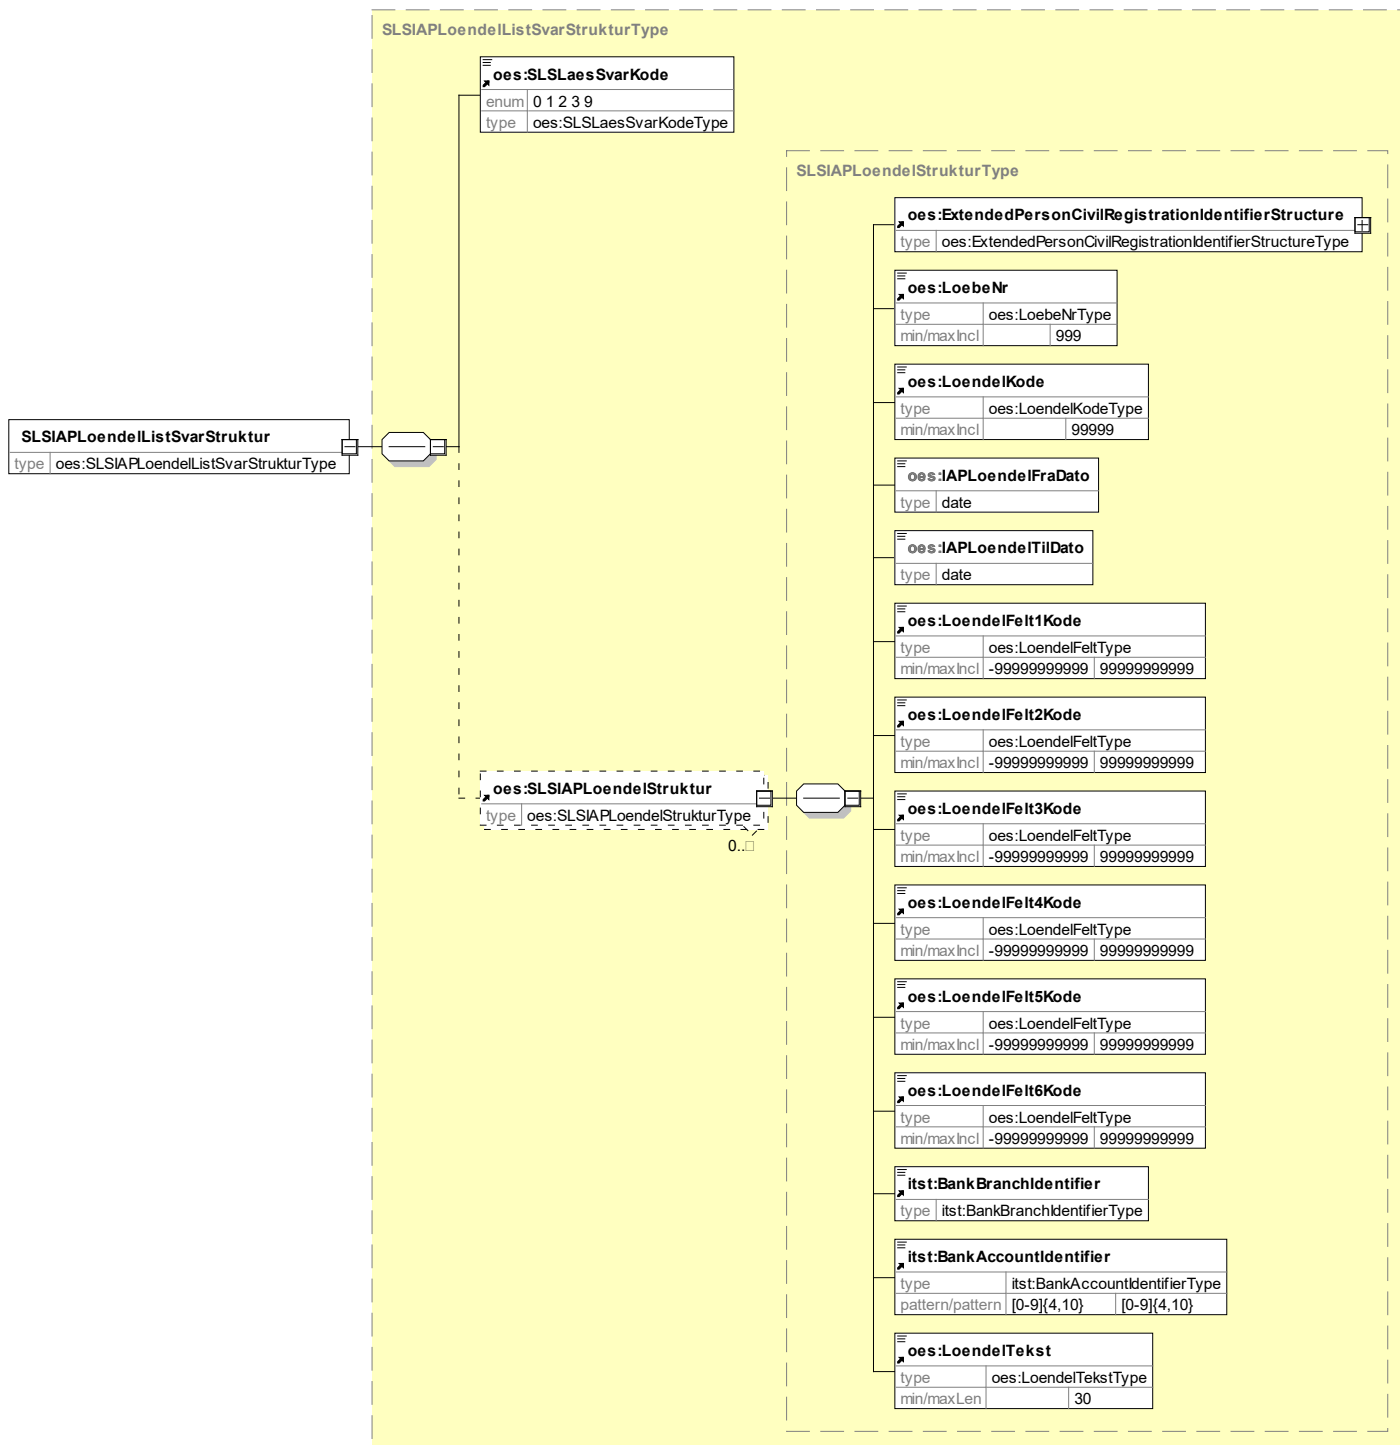 SLSIAPLoendelListSvarStrukturType
oes:SLSLaesSvarKode
enum 0 1 2 3 9
type oes:SLSLaesSvarKodeType
SLSIAPLoendelStrukturType
oes:ExtendedPersonCivilRegistrationIdentifierStructure
type oes:ExtendedPersonCivilRegistrationIdentifierStructureType
oes:LoebeNr
type oes:LoebeNrType
min/maxIncl 999
oes:LoendelKode
type oes:LoendelKodeType
min/maxIncl 99999
SLSIAPLoendelListSvarStruktur
type oes:SLSIAPLoendelListSvarStrukturType
oes:IAPLoendelFraDato
type date
oes:IAPLoendelTilDato
type date
oes:LoendelFelt1Kode
type oes:LoendelFeltType
min/maxIncl -99999999999 99999999999
oes:LoendelFelt2Kode
type oes:LoendelFeltType
min/maxIncl -99999999999 99999999999
oes:SLSIAPLoendelStruktur
type oes:SLSIAPLoendelStrukturType
0..□
oes:LoendelFelt3Kode
type oes:LoendelFeltType
min/maxIncl -99999999999 99999999999
oes:LoendelFelt4Kode
type oes:LoendelFeltType
min/maxIncl -99999999999 99999999999
oes:LoendelFelt5Kode
type oes:LoendelFeltType
min/maxIncl -99999999999 99999999999
oes:LoendelFelt6Kode
type oes:LoendelFeltType
min/maxIncl -99999999999 99999999999
itst:BankBranchIdentifier
type itst:BankBranchIdentifierType
itst:BankAccountIdentifier
type itst:BankAccountIdentifierType
pattern/pattern [0-9]{4,10} [0-9]{4,10}
oes:LoendelTekst
type oes:LoendelTekstType
min/maxLen 30